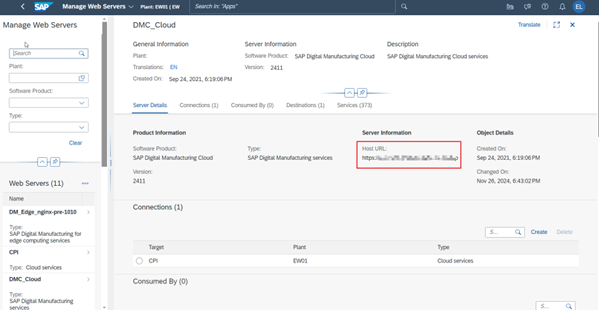 SAP Manage Web Servers Plant: EW01 | EW Search In: "Apps" EL
Manage Web Servers
Search
Plant:
Software Product:
Type:
Clear
Web Servers (11)
Name
DM_Edge_nginx-pre-1010
Type:
SAP Digital Manufacturing for
edge computing services
CPI
Type: Cloud services
DMC_Cloud
Type:
SAP Digital Manufacturing
services
DMC_Cloud Translate
General Information Server Information Description
Plant: Software Product: SAP Digital Manufacturing Cloud SAP Digital Manufacturing Cloud services
Translations: EN Version: 2411
Created On: Sep 24, 2021, 6:19:06 PM
Server Details Connections (1) Consumed By (0) Destinations (1) Services (373)
Product Information Server Information Object Details
Software Product: Type: Host URL: Created On:
SAP Digital Manufacturing Cloud SAP Digital Manufacturing services https: Sep 24, 2021, 6:19:06 PM
Version: Changed On:
2411 Nov 26, 2024, 6:43:02 PM
Connections (1)
S... Create Delete
Target Plant Type
CPI EW01 Cloud services
Consumed By (0)
S...